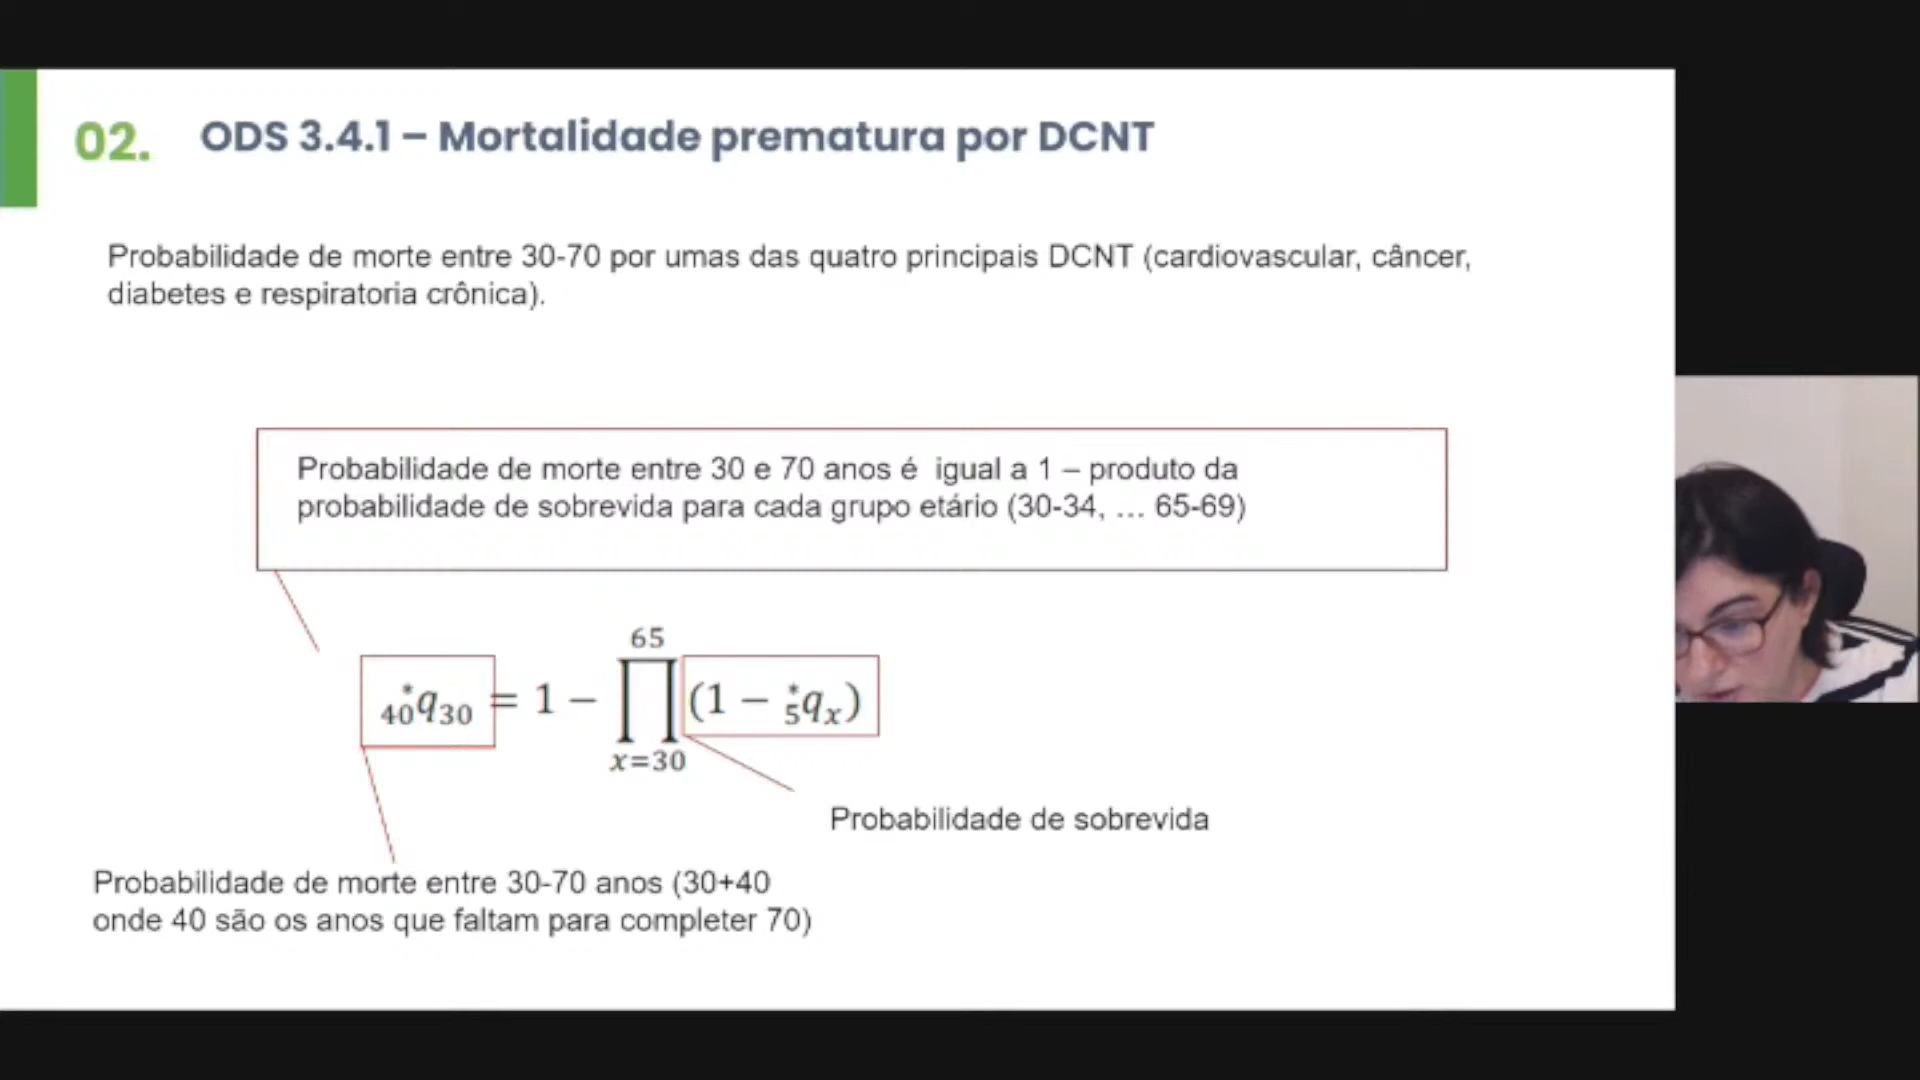 02. ODS 3.4.1 – Mortalidade prematura por DCNT
Probabilidade de morte entre 30-70 por umas das quatro principais DCNT (cardiovascular, câncer,
diabetes e respiratoria crônica).
Probabilidade de morte entre 30 e 70 anos é igual a 1 – produto da
probabilidade de sobrevida para cada grupo etário (30-34, ... 65-69)
65
*40q30 = 1 − ∏ (1 − *5qx)
x=30
Probabilidade de sobrevida
Probabilidade de morte entre 30-70 anos (30+40
onde 40 são os anos que faltam para completer 70)